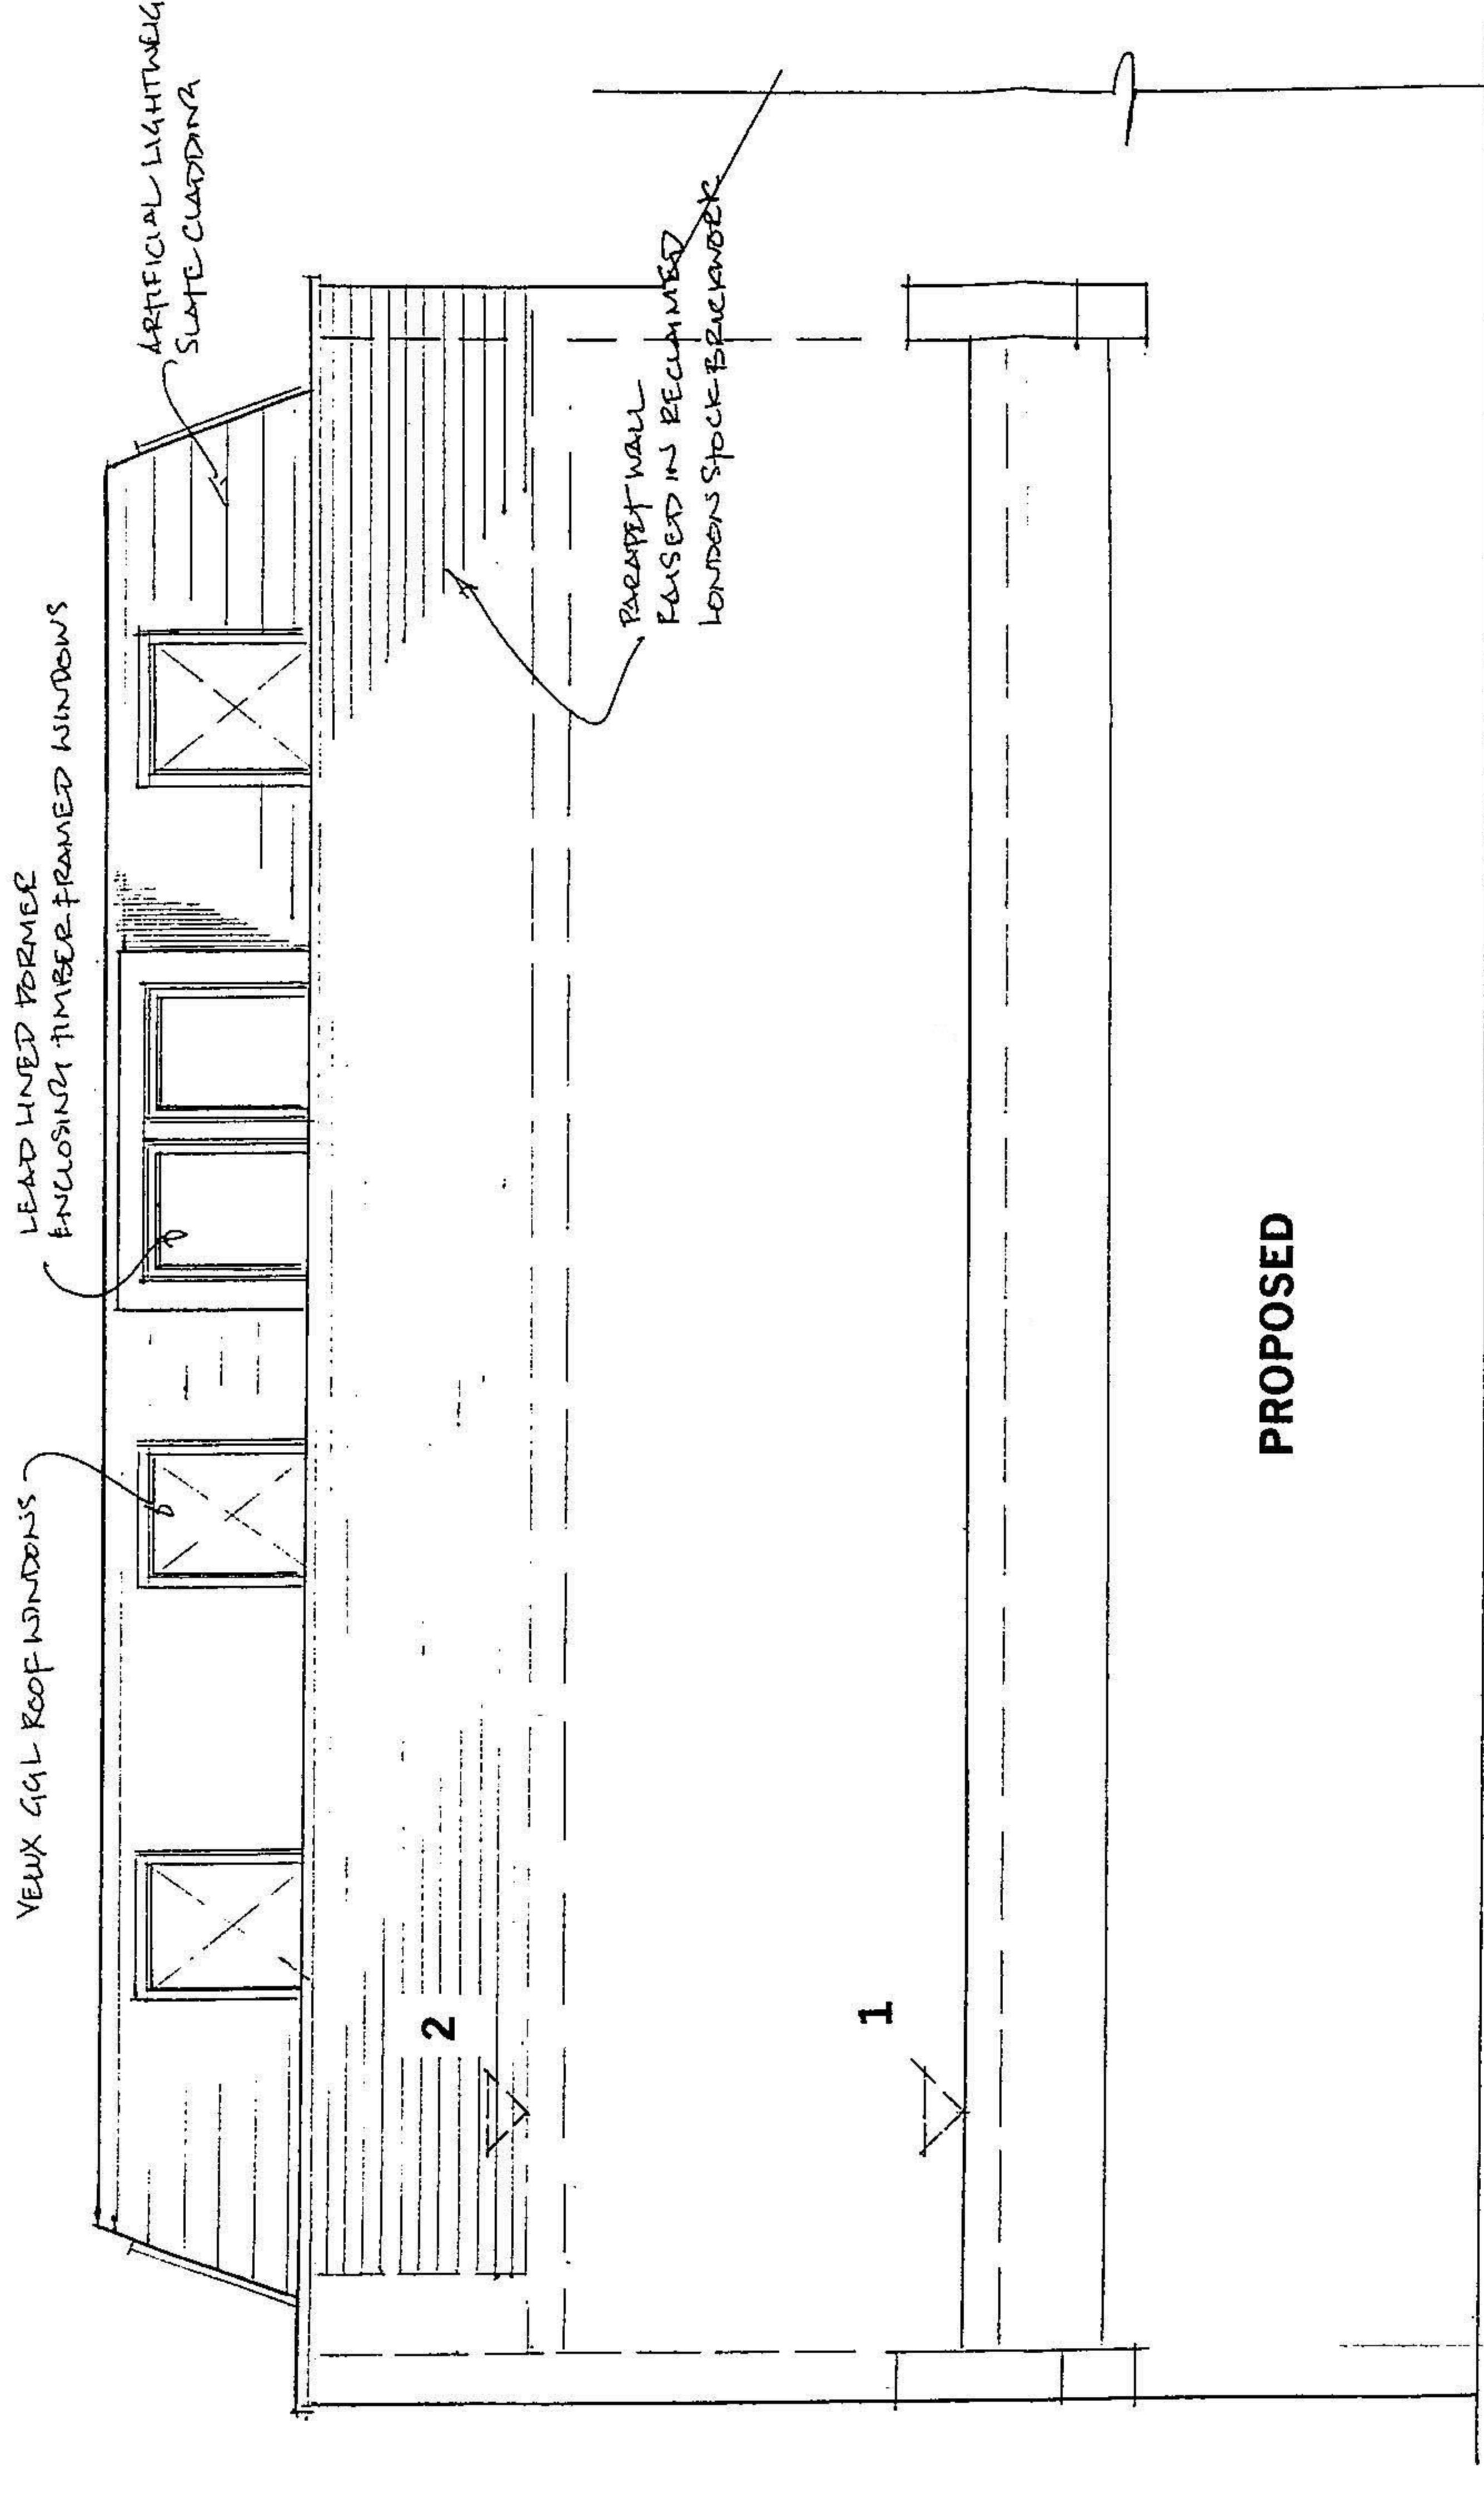 VELUX GGL ROOF WINDOWS
LEAD LINED DORMER
ENCLOSING TIMBER FRAMED WINDOWS
ARTIFICIAL LIGHTWEIG
SLATE CLADDING
PARAPET WALL
RAISED IN RECLAIMED
LONDON STOCK BRICKWORK
2
1
PROPOSED